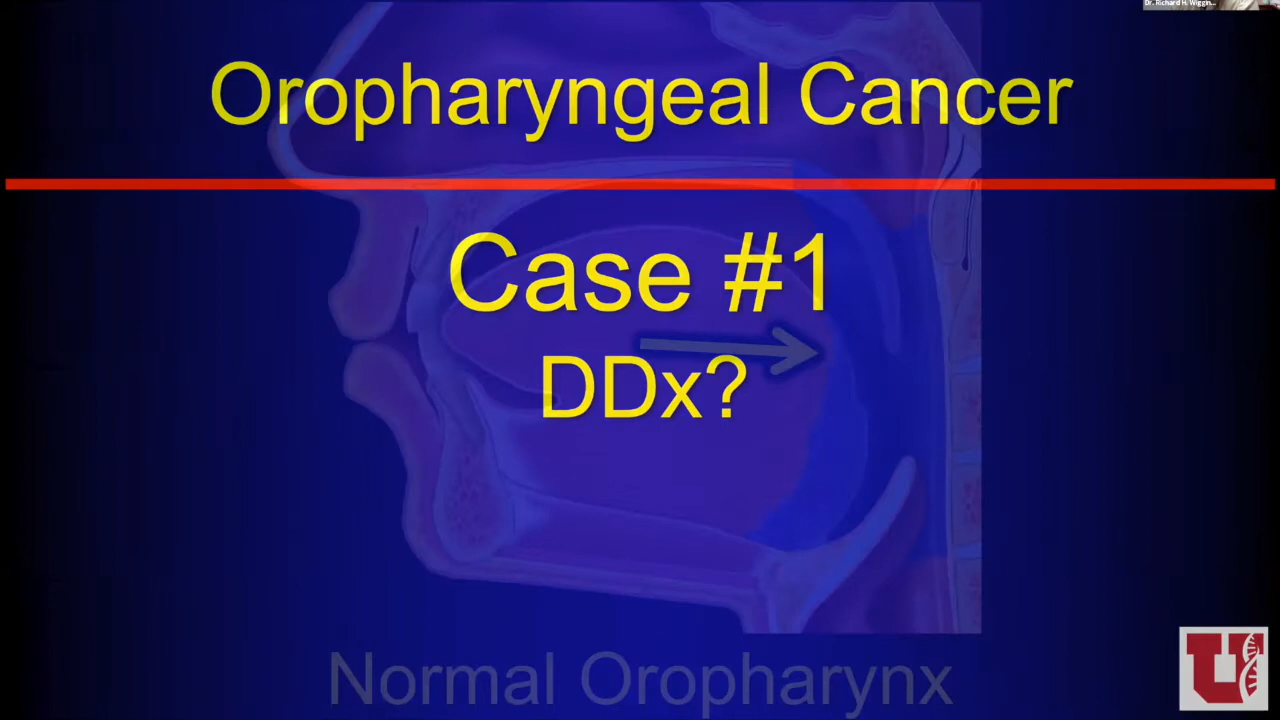 Dr. Richard H. Wiggin...
Oropharyngeal Cancer
Case #1
DDx?
Normal Oropharynx
U